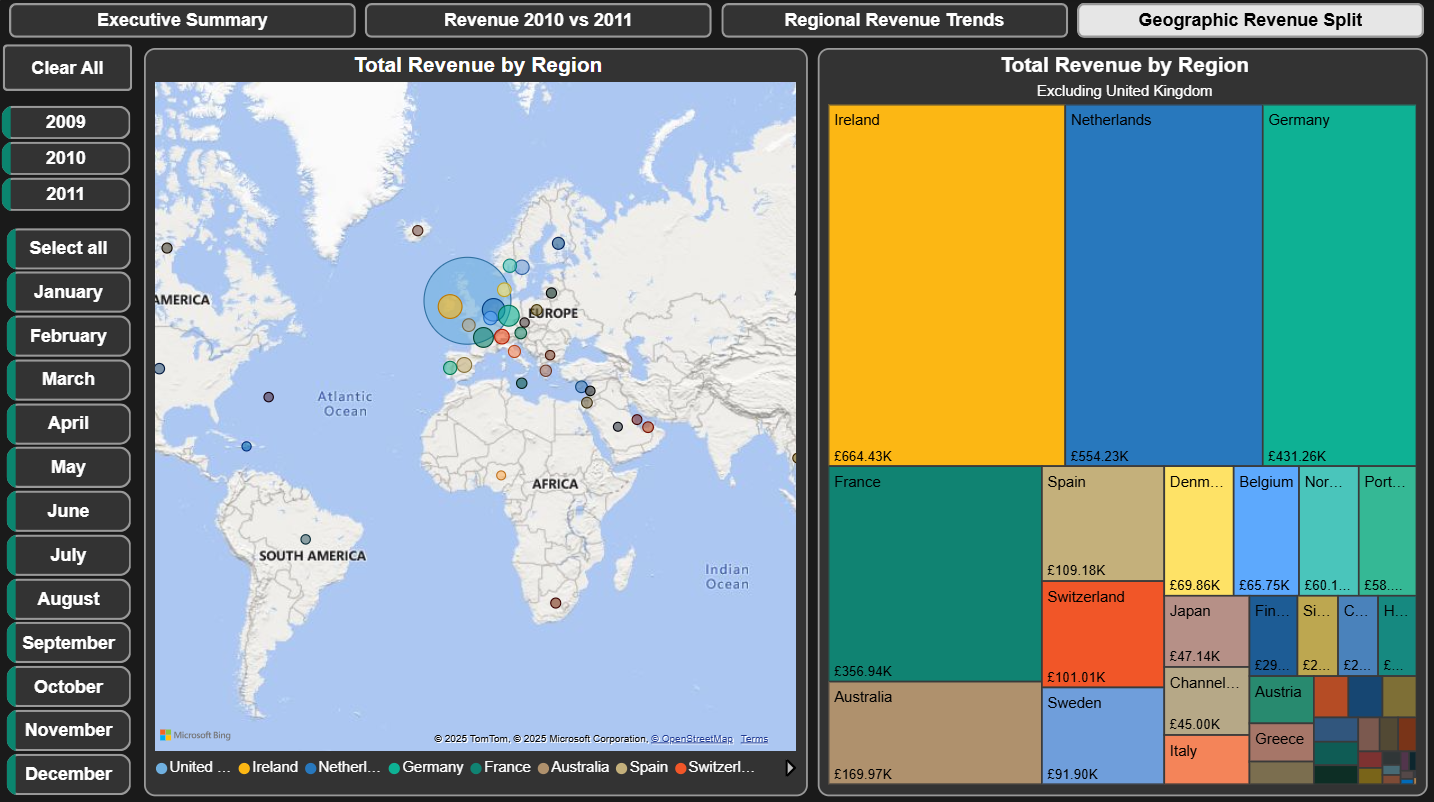 Executive Summary
Revenue 2010 vs 2011
Regional Revenue Trends
Geographic Revenue Split
Clear All
2009
2010
2011
Select all
January
February
March
April
May
June
July
August
September
October
November
December
Total Revenue by Region
AMERICA
EUROPE
Atlantic
Ocean
AFRICA
SOUTH AMERICA
Indian
Ocean
Microsoft Bing
© 2025 TomTom, © 2025 Microsoft Corporation, © OpenStreetMap Terms
United ... Ireland Netherl... Germany France Australia Spain Switzerl...
Total Revenue by Region
Excluding United Kingdom
Ireland
£664.43K
Netherlands
£554.23K
Germany
£431.26K
France
£356.94K
Australia
£169.97K
Spain
£109.18K
Switzerland
£101.01K
Sweden
£91.90K
Denm...
£69.86K
Belgium
£65.75K
Nor...
£60.1...
Port...
£58....
Japan
£47.14K
Channel...
£45.00K
Italy
Fin...
£29...
Si...
£2...
C...
£2...
H...
£...
Austria
Greece